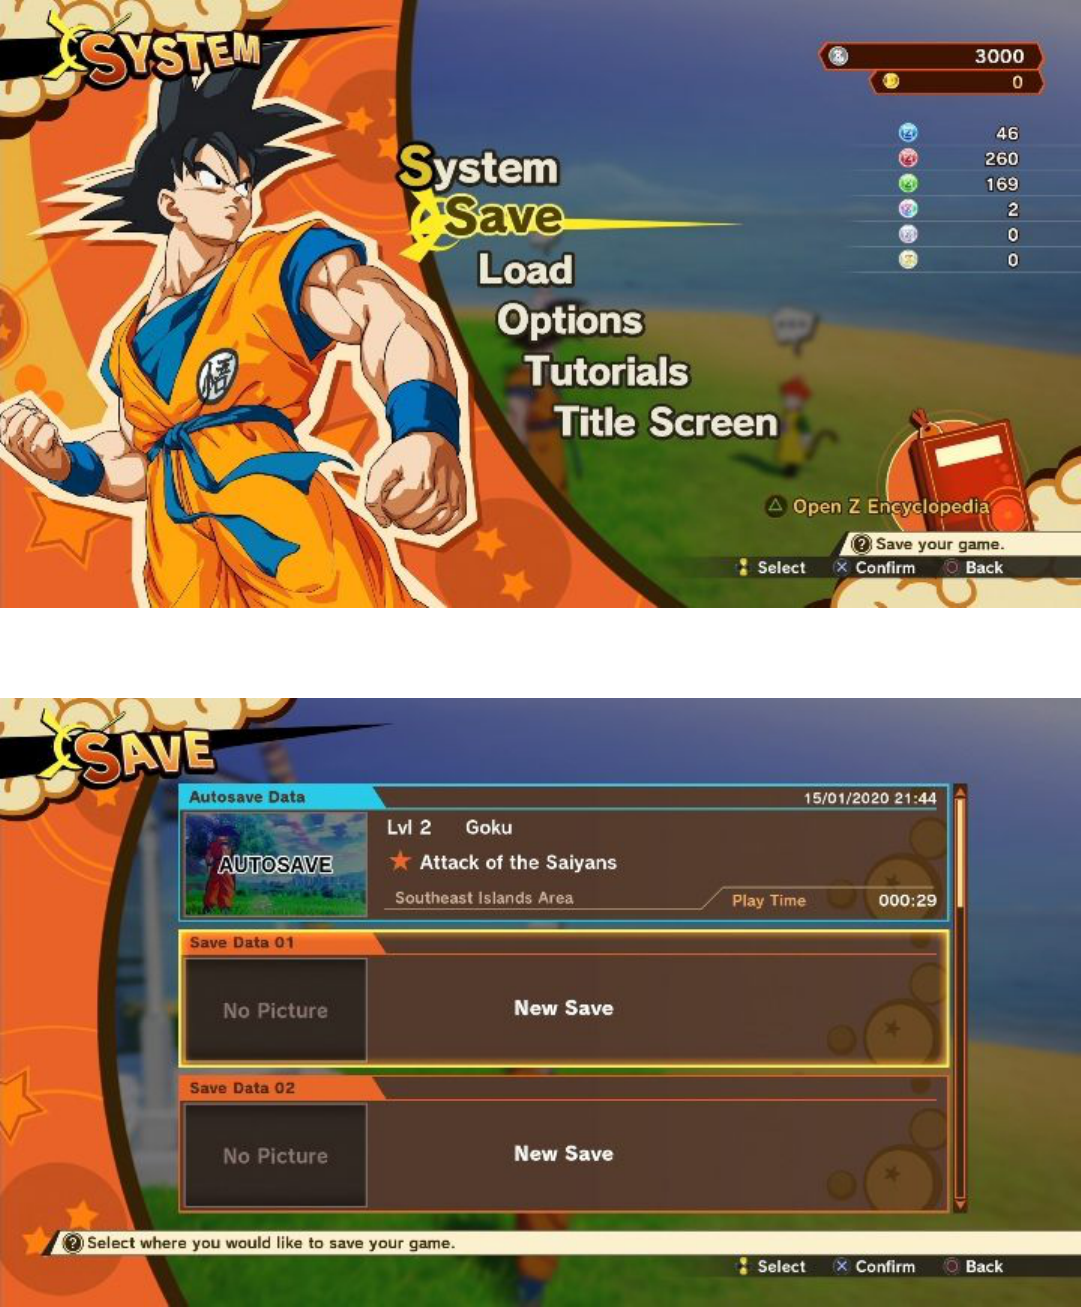 SYSTEM
3000
0
46
260
169
2
0
0
System
Save
Load
Options
Tutorials
Title Screen
悟
Open Z Encyclopedia
Save your game.
Select Confirm Back
SAVE
Autosave Data 15/01/2020 21:44
AUTOSAVE
Lvl 2 Goku
Attack of the Saiyans
Southeast Islands Area
Play Time 000:29
Save Data 01
No Picture
New Save
Save Data 02
No Picture
New Save
Select where you would like to save your game.
Select Confirm Back